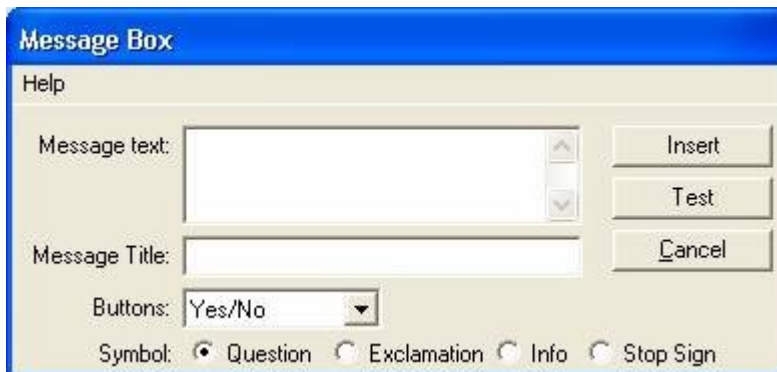 Message Box
Help
Message text:
Insert
Test
Message Title:
Cancel
Buttons: Yes/No
Symbol: Question Exclamation Info Stop Sign